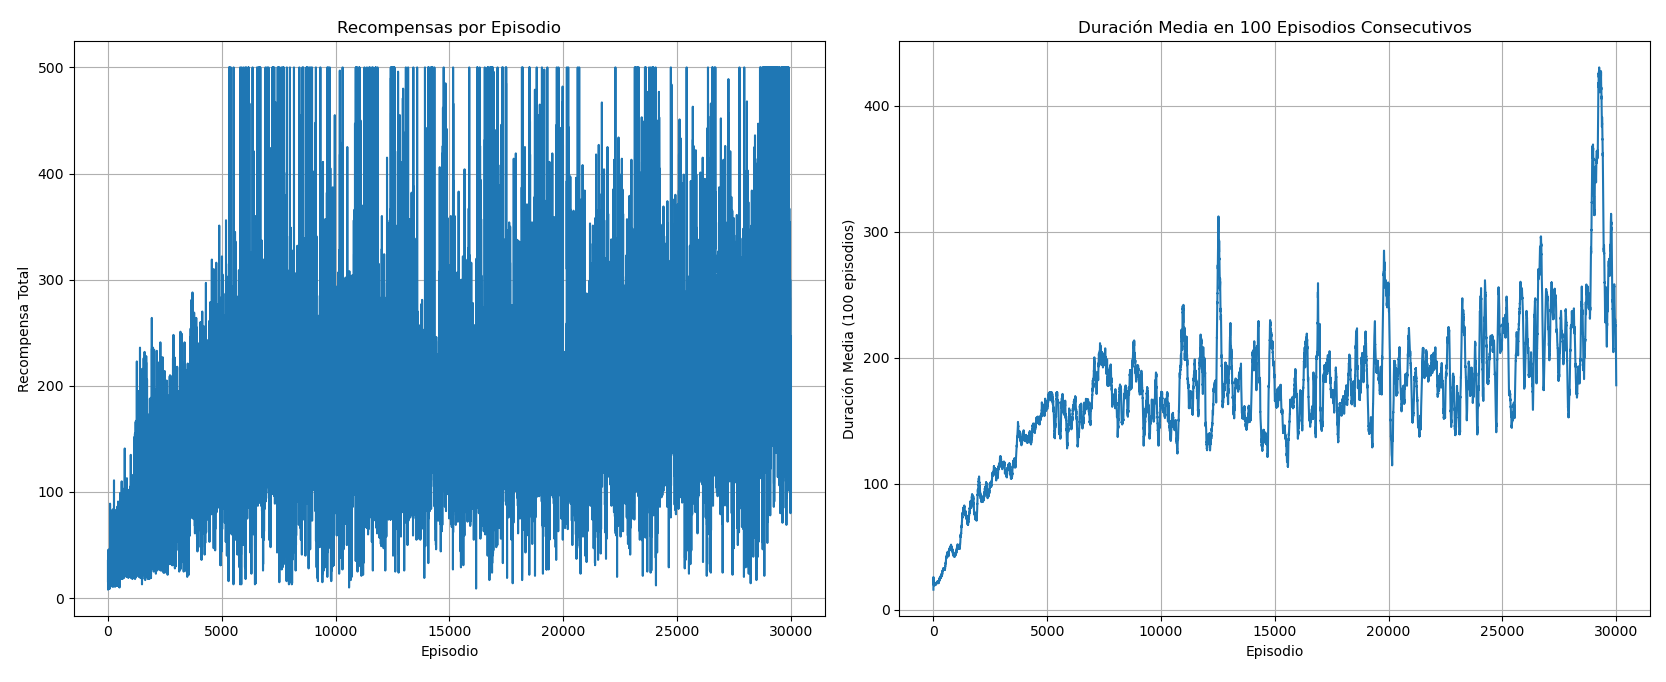 Recompensas por Episodio
Recompensa Total
500
400
300
200
100
0
0 5000 10000 15000 20000 25000 30000
Episodio
Duración Media en 100 Episodios Consecutivos
Duración Media (100 episodios)
400
300
200
100
0
0 5000 10000 15000 20000 25000 30000
Episodio